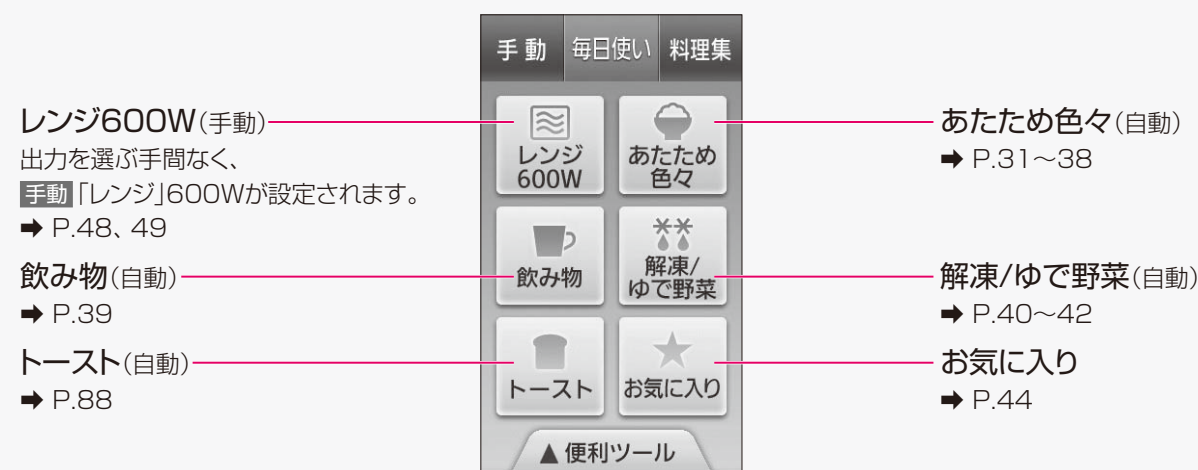 手動 毎日使い 料理集
レンジ600W(手動)
出力を選ぶ手間なく、
手動「レンジ」600Wが設定されます。
➡ P.48、49
飲み物(自動)
➡ P.39
トースト(自動)
➡ P.88
レンジ
600W
あたため
色々
飲み物
解凍/
ゆで野菜
トースト
お気に入り
▲便利ツール
あたため色々(自動)
➡ P.31～38
解凍/ゆで野菜(自動)
➡ P.40～42
お気に入り
➡ P.44